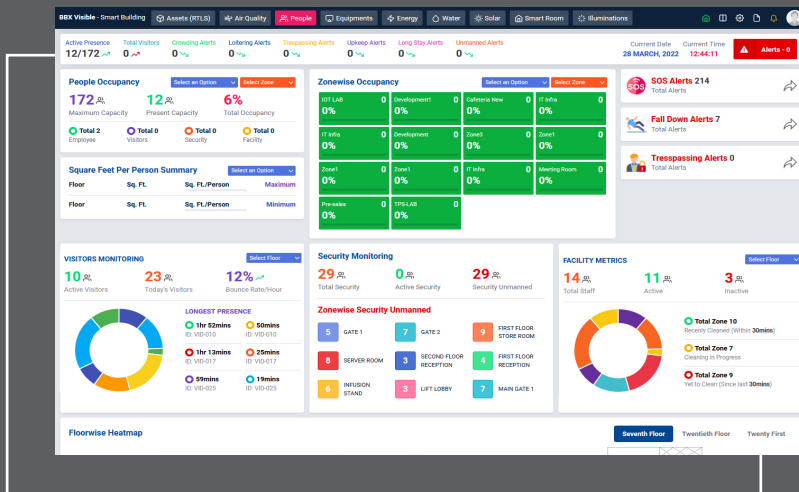 BBX Visible - Smart Building Assets (RTLS) Air Quality People Equipments Energy Water Solar Smart Room Illuminations
Active Presence Total Visitors Crowding Alerts Loitering Alerts Trespassing Alerts Upkeep Alerts Long Stay Alerts Unmanned Alerts
12/172 0 0 0 0 0 0 0
Current Date Current Time
28 MARCH, 2022 12:44:11
Alerts - 0
People Occupancy Select an Option Select Zone
172 12 6%
Maximum Capacity Present Capacity Total Occupancy
Total 2 Total 0 Total 0 Total 0
Employee Visitors Security Facility
Square Feet Per Person Summary Select an Option
Floor Sq. Ft. Sq. Ft./Person Maximum
Floor Sq. Ft. Sq. Ft./Person Minimum
Zonewise Occupancy Select an Option Select Zone
IOT LAB 0 Development1 0 Cafeteria New 0 IT Infra 0
0% 0% 0% 0%
IT Infra 0 Development 0 Zone3 0 Zone1 0
0% 0% 0% 0%
Zone1 0 Zone1 0 IT Infra 0 Meeting Room 0
0% 0% 0% 0%
Pre-sales 0 TPS-LAB 0
0% 0%
SOS
SOS Alerts 214
Total Alerts
Fall Down Alerts 7
Total Alerts
Tresspassing Alerts 0
Total Alerts
VISITORS MONITORING Select Floor
10 23 12%
Active Visitors Today's Visitors Bounce Rate/Hour
LONGEST PRESENCE
1hr 52mins 50mins
ID: VID-010 ID: VID-010
1hr 13mins 25mins
ID: VID-017 ID: VID-017
59mins 19mins
ID: VID-025 ID: VID-025
Security Monitoring
29 0 29
Total Security Active Security Security Unmanned
Zonewise Security Unmanned
5 GATE 1 7 GATE 2 9 FIRST FLOOR
STORE ROOM
8 SERVER ROOM 3 SECOND FLOOR 4 FIRST FLOOR
RECEPTION RECEPTION
6 INFUSION 3 LIFT LOBBY 7 MAIN GATE 1
STAND
FACILITY METRICS Select Floor
14 11 3
Total Staff Active Inactive
Total Zone 10
Recenly Cleaned (Within 30mins)
Total Zone 7
Cleaning in Progress
Total Zone 9
Yet to Clean (Since last 30mins)
Floorwise Heatmap Seventh Floor Twentieth Floor Twenty First